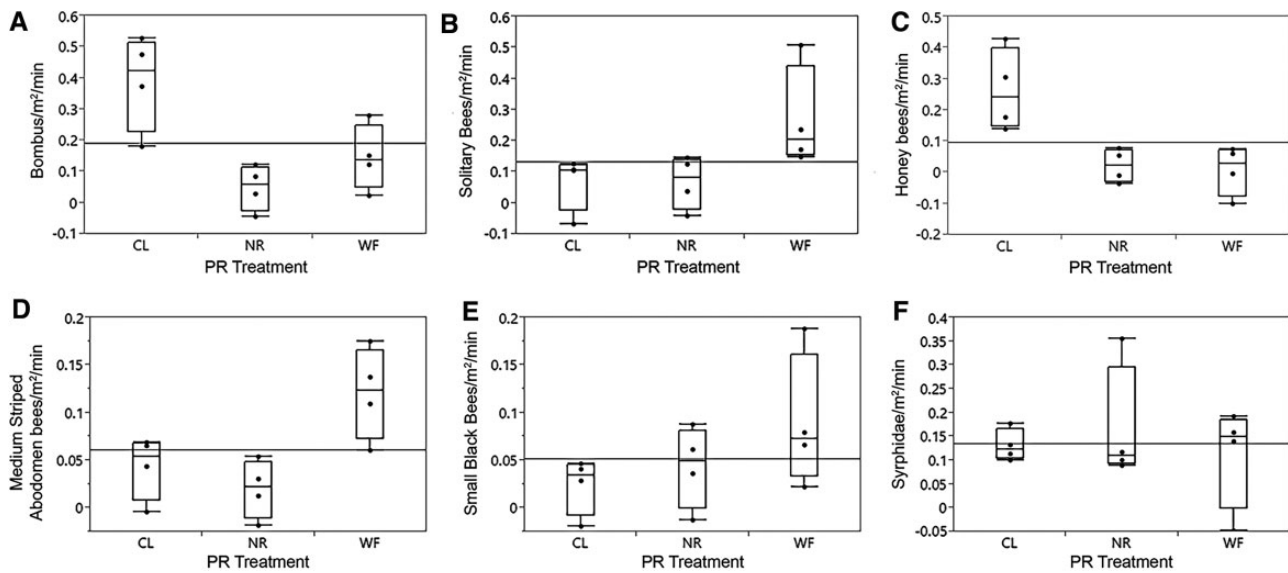 A
Bombus/m²/min
0.6
0.5
0.4
0.3
0.2
0.1
0
-0.1
CL NR WF
PR Treatment
B
Solitary Bees/m²/min
0.6
0.5
0.4
0.3
0.2
0.1
0
-0.1
CL NR WF
PR Treatment
C
Honey bees/m²/min
0.5
0.4
0.3
0.2
0.1
0
-0.1
-0.2
CL NR WF
PR Treatment
D
Medium Striped
Abodomen bees/m²/min
0.2
0.15
0.1
0.05
0
CL NR WF
PR Treatment
E
Small Black Bees/m²/min
0.2
0.15
0.1
0.05
0
CL NR WF
PR Treatment
F
Syrphidae/m²/min
0.4
0.35
0.3
0.25
0.2
0.15
0.1
0.05
0
-0.05
CL NR WF
PR Treatment